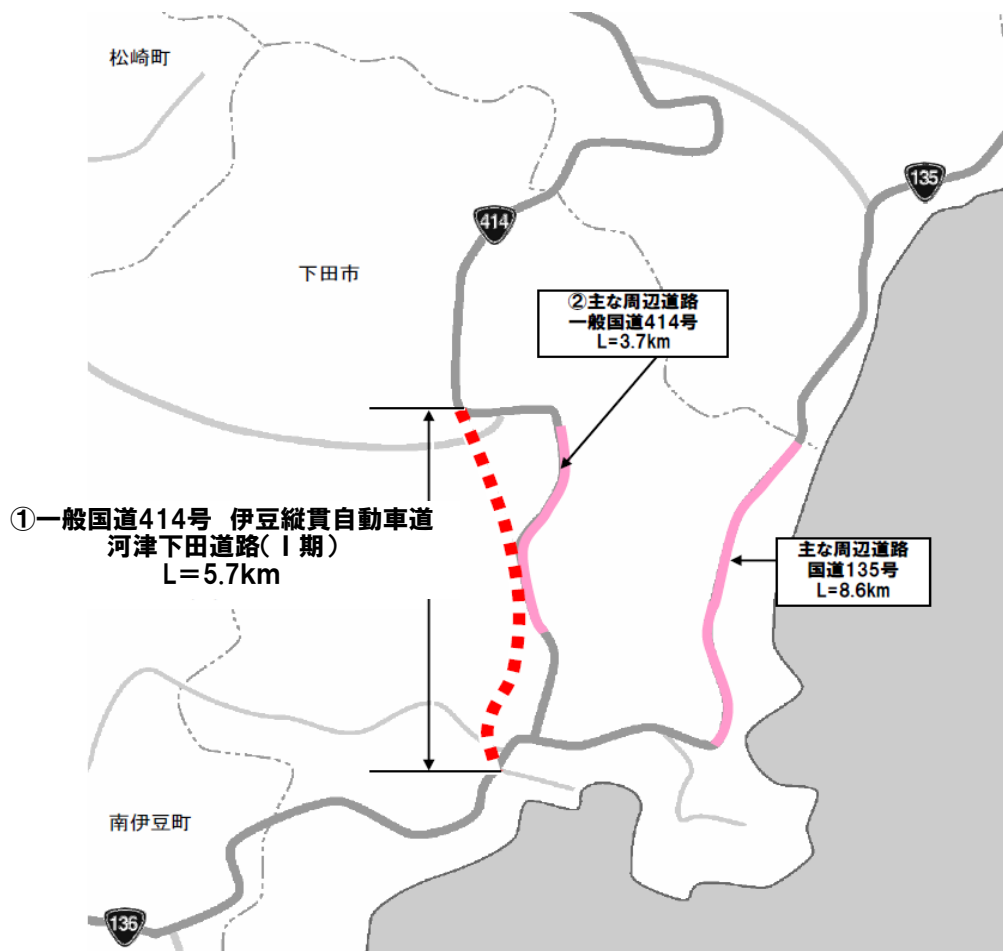 松崎町
135
414
下田市
②主な周辺道路
一般国道414号
L=3.7km
①一般国道414号 伊豆縦貫自動車道
河津下田道路(Ⅰ期)
L=5.7km
主な周辺道路
国道135号
L=8.6km
南伊豆町
136